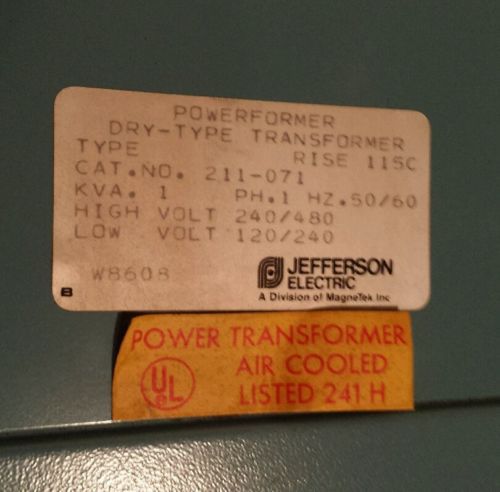 POWERFORMER
DRY-TYPE TRANSFORMER
TYPE RISE 115C
CAT.NO. 211-071
KVA. 1 PH.1 HZ.50/60
HIGH VOLT 240/480
LOW VOLT 120/240
W8608
JEFFERSON
ELECTRIC
A Division of MagneTek Inc
B
POWER TRANSFORMER
AIR COOLED
UL LISTED 241 H